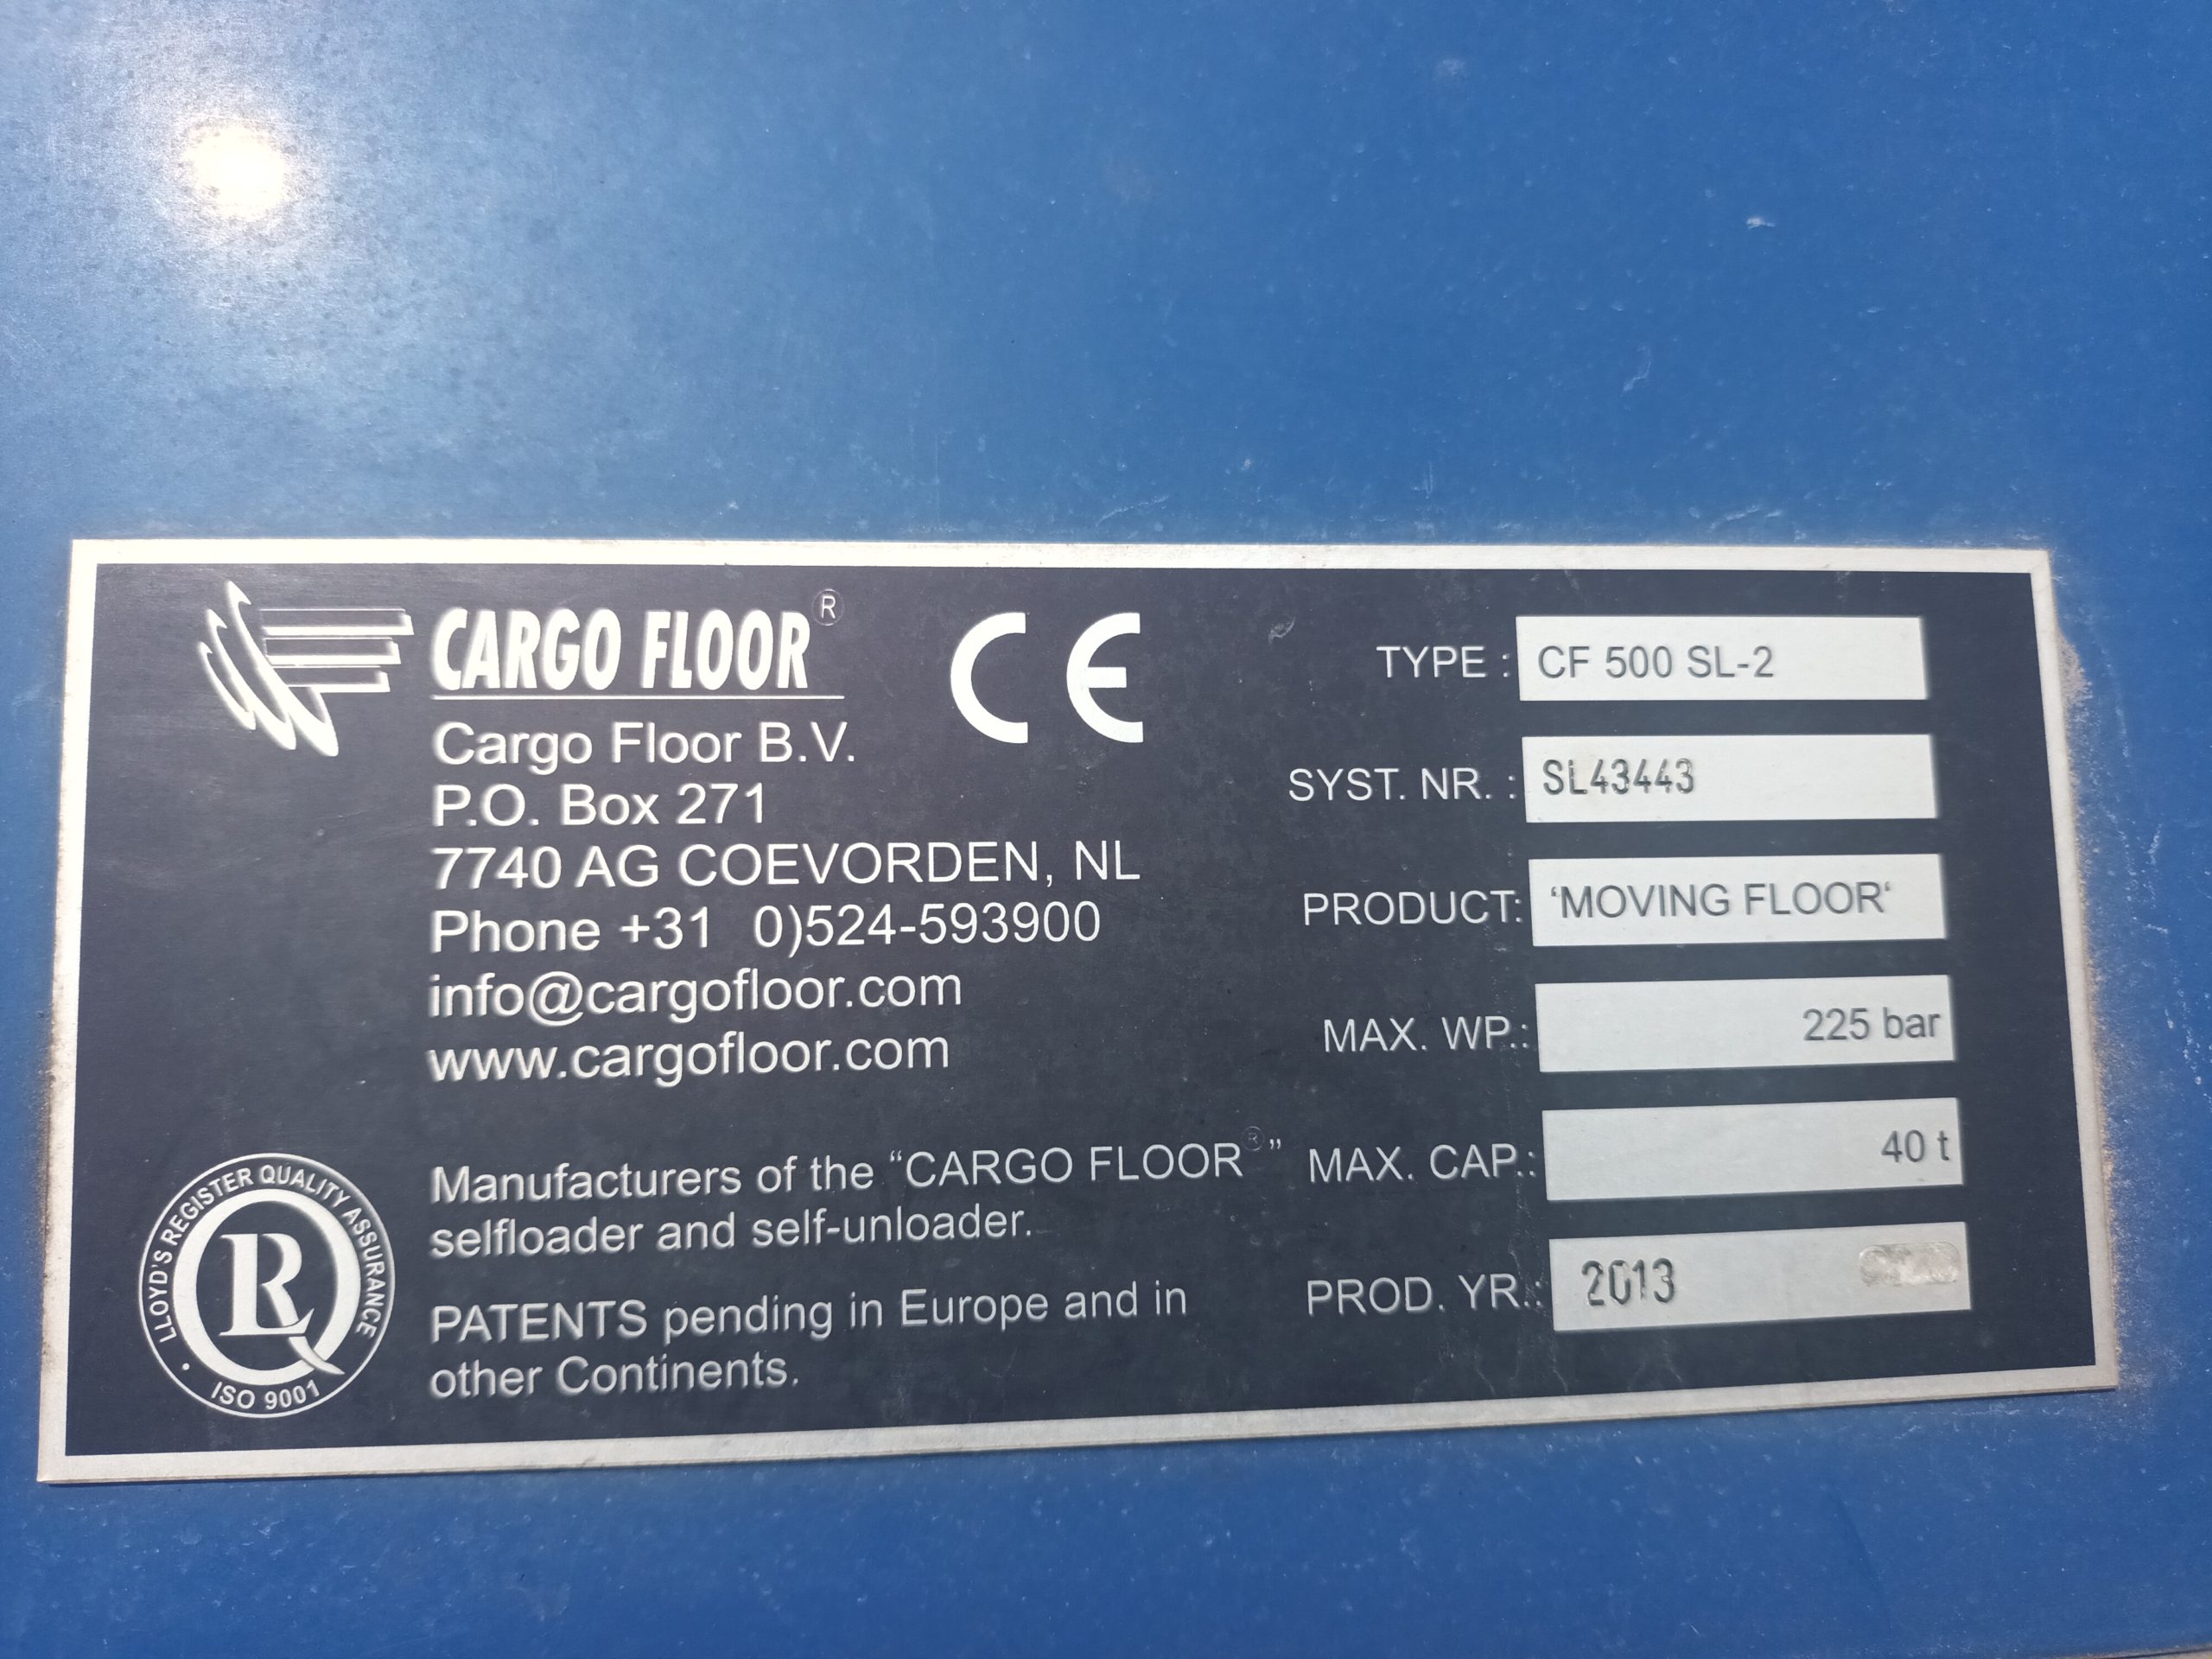 CARGO FLOOR®
CE
Cargo Floor B.V.
P.O. Box 271
7740 AG COEVORDEN, NL
Phone +31 0)524-593900
info@cargofloor.com
www.cargofloor.com
Manufacturers of the “CARGO FLOOR®”
selfloader and self-unloader.
PATENTS pending in Europe and in
other Continents.
LLOYD'S REGISTER QUALITY ASSURANCE
LRQ
• ISO 9001
TYPE : CF 500 SL-2
SYST. NR. : SL43443
PRODUCT: ‘MOVING FLOOR‘
MAX. WP.: 225 bar
MAX. CAP.: 40 t
PROD. YR.: 2013